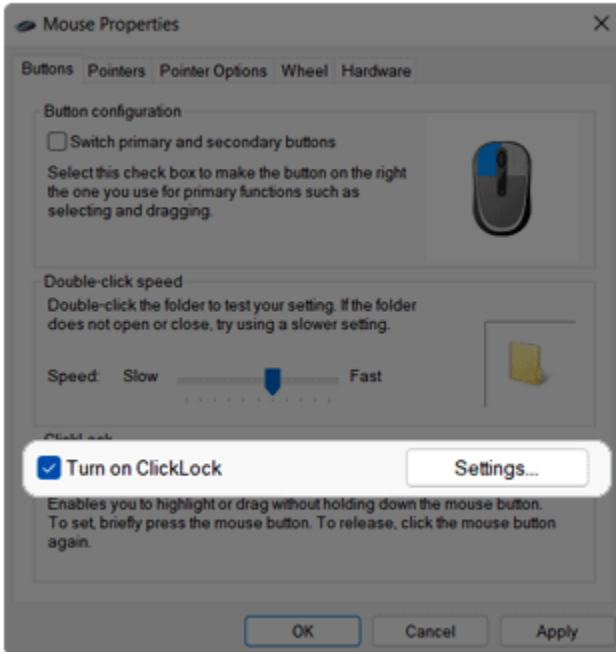 Mouse Properties
Buttons Pointers Pointer Options Wheel Hardware
Button configuration
Switch primary and secondary buttons
Select this check box to make the button on the right
the one you use for primary functions such as
selecting and dragging.
Double-click speed
Double-click the folder to test your setting. If the folder
does not open or close, try using a slower setting.
Speed: Slow Fast
ClickLock
Turn on ClickLock Settings...
Enables you to highlight or drag without holding down the mouse button.
To set, briefly press the mouse button. To release, click the mouse button
again.
OK Cancel Apply